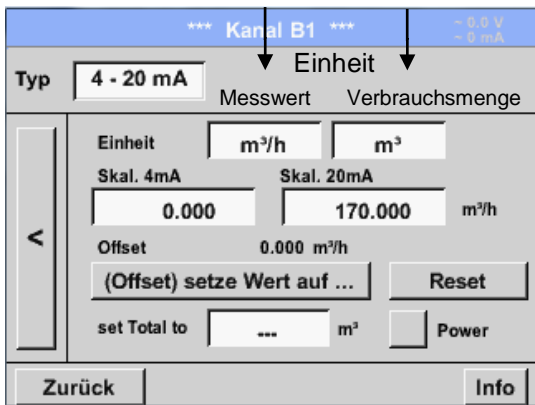 *** Kanal B1 ***
~ 0.0 V
~ 0 mA
Einheit
Typ 4 - 20 mA
Messwert Verbrauchsmenge
Einheit m³/h m³
Skal. 4mA Skal. 20mA
0.000 170.000 m³/h
<
Offset 0.000 m³/h
(Offset) setze Wert auf ... Reset
set Total to --- m³ Power
Zurück Info